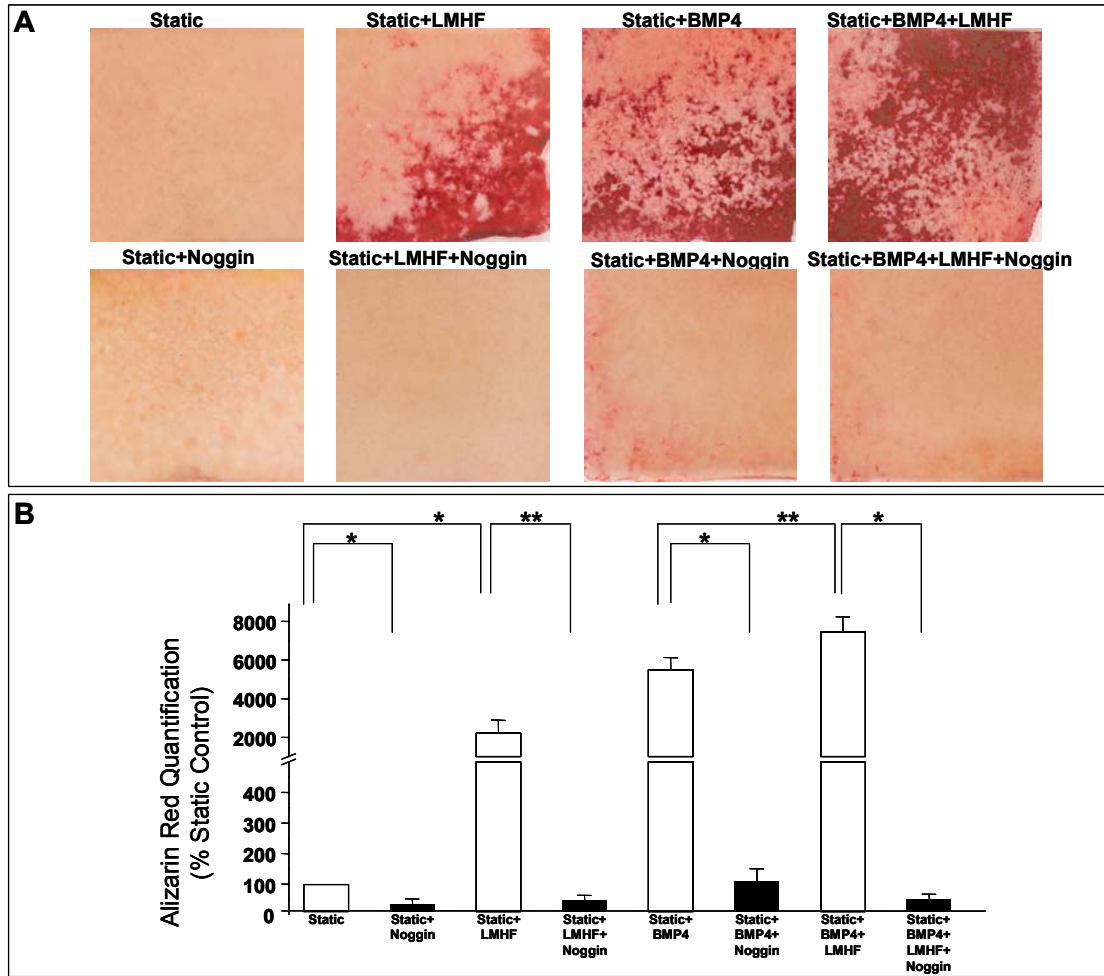 A
Static
Static+LMHF
Static+BMP4
Static+BMP4+LMHF
Static+Noggin
Static+LMHF+Noggin
Static+BMP4+Noggin
Static+BMP4+LMHF+Noggin
B
*
**
**
*
*
*
Alizarin Red Quantification
(% Static Control)
8000
6000
4000
2000
400
300
200
100
0
Static
Static+
Noggin
Static+
LMHF
Static+
LMHF+
Noggin
Static+
BMP4
Static+
BMP4+
Noggin
Static+
BMP4+
LMHF
Static+
BMP4+
LMHF+
Noggin